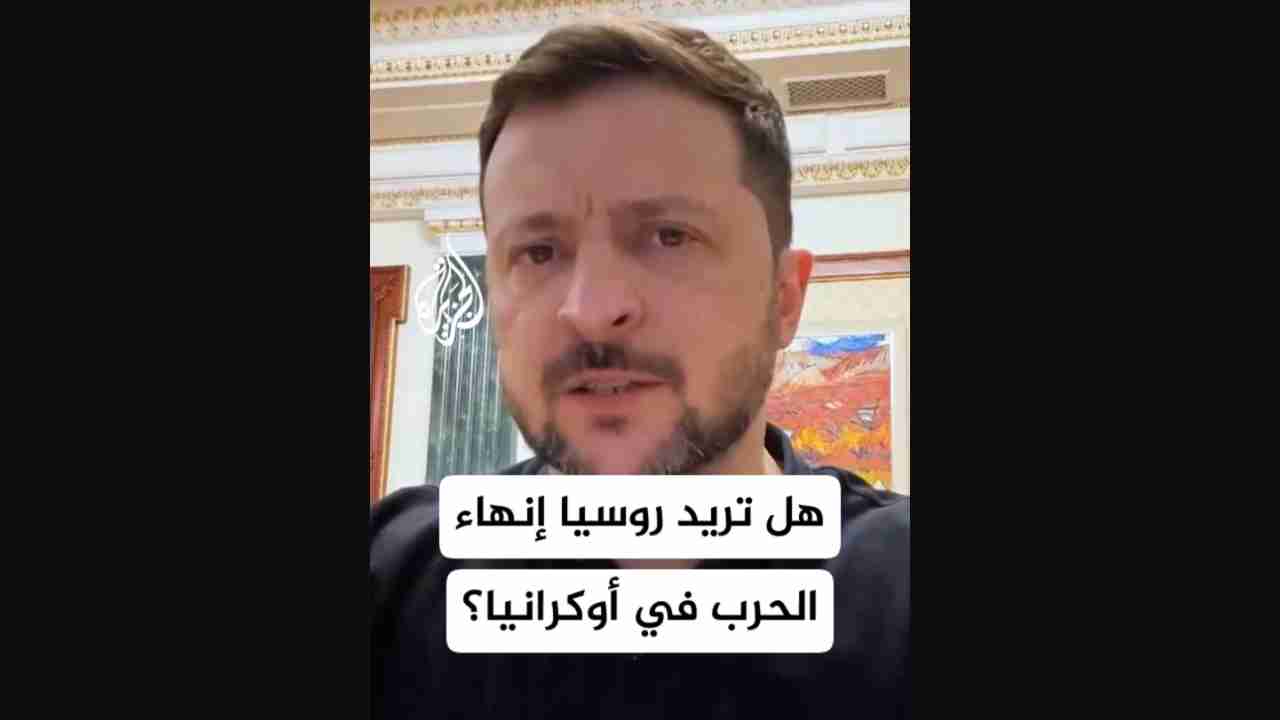 الجزيرة
هل تريد روسيا إنهاء
الحرب في أوكرانيا؟